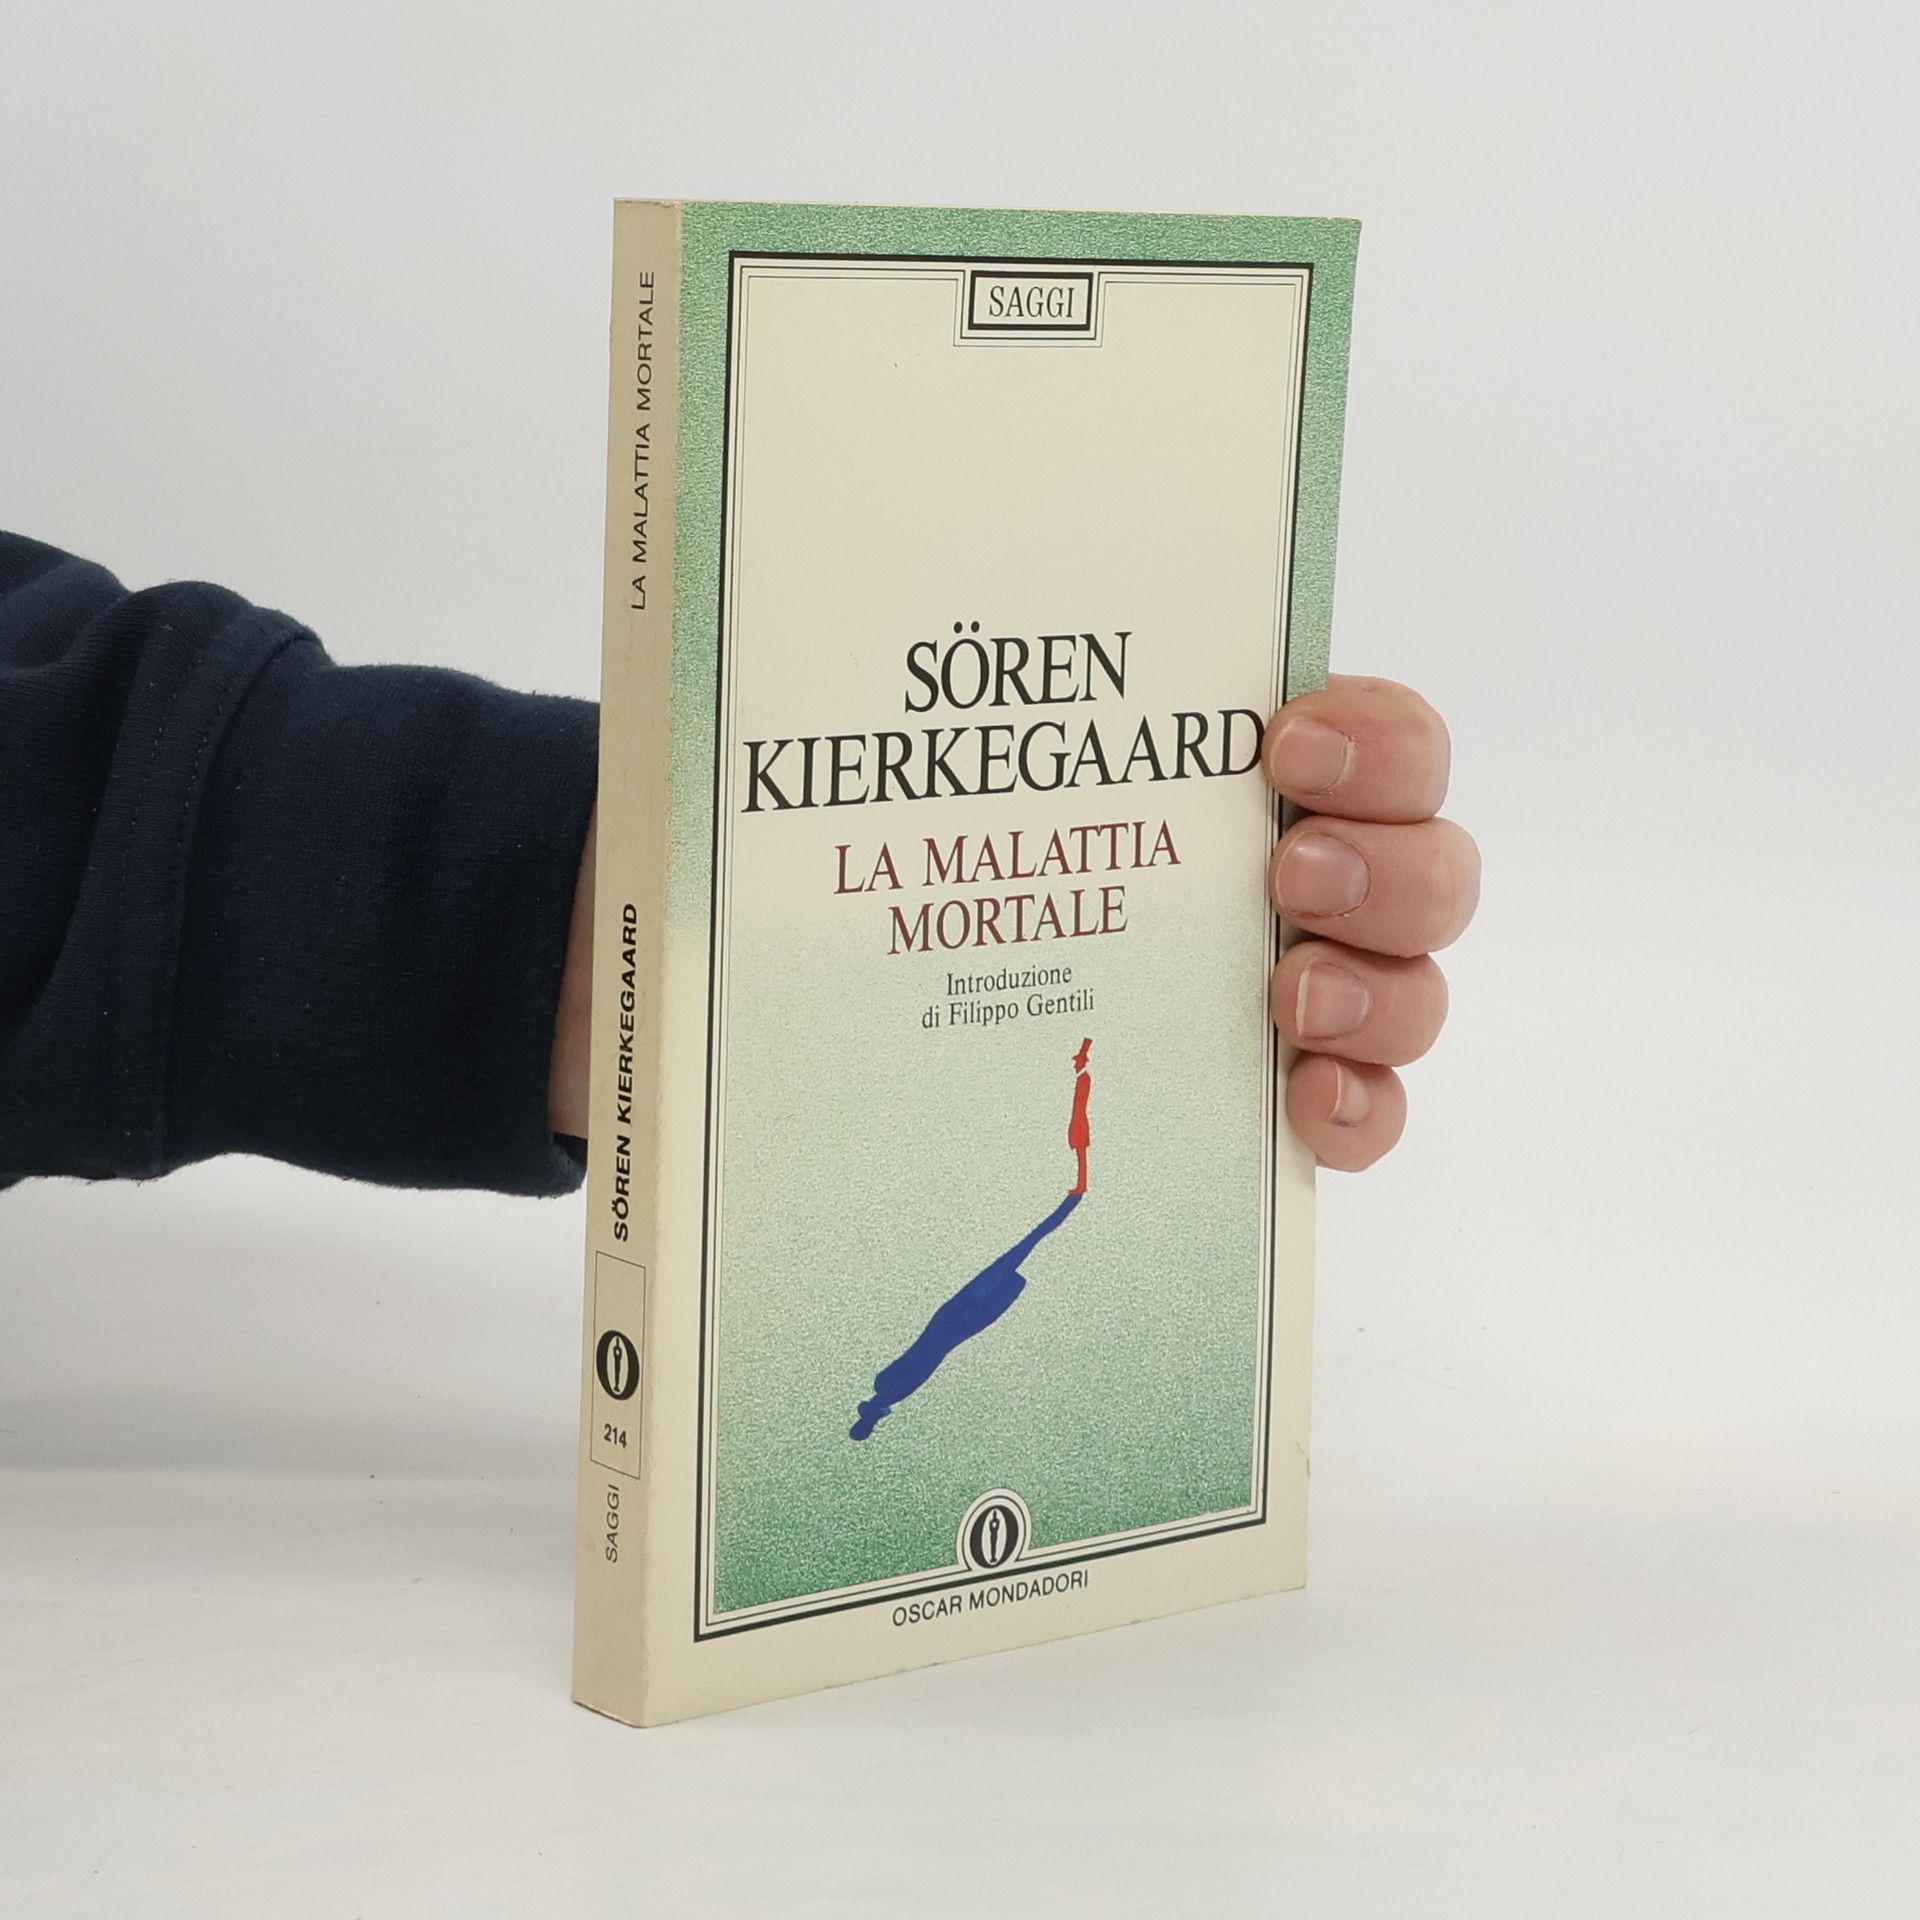 SAGGI
SÖREN
KIERKEGAARD
LA MALATTIA
MORTALE
Introduzione
di Filippo Gentili
OSCAR MONDADORI
LA MALATTIA MORTALE
SÖREN KIERKEGAARD
214
SAGGI